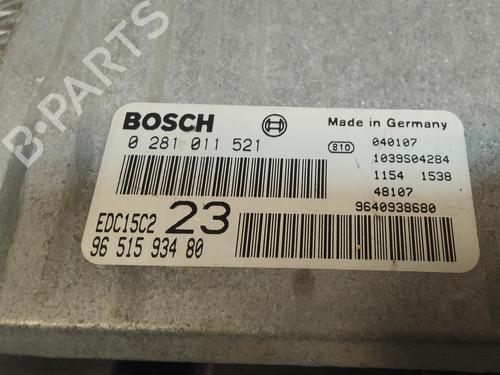 BOSCH
Made in Germany
0 281 011 521
810
040107
1039S04284
1154 1538
48107
9640938680
EDC15C2 23
96 515 934 80
B-PARTS